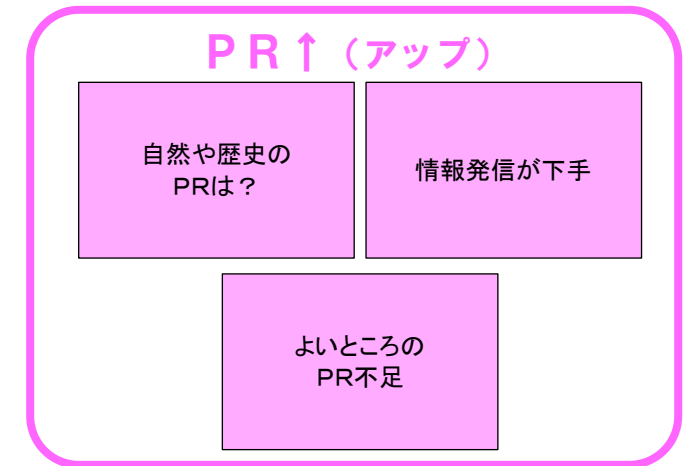 ＰＲ↑（アップ）
自然や歴史の
ＰＲは？
情報発信が下手
よいところの
ＰＲ不足